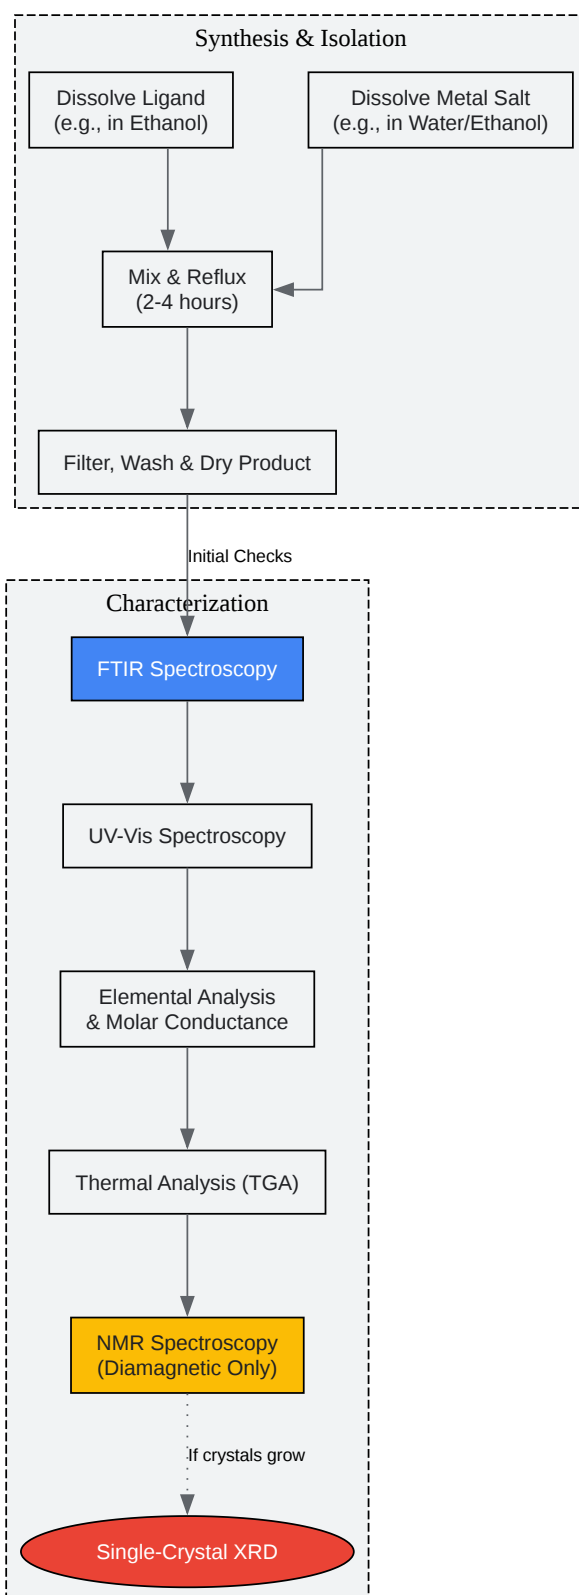 Synthesis & Isolation
Dissolve Ligand
(e.g., in Ethanol)
Dissolve Metal Salt
(e.g., in Water/Ethanol)
Mix & Reflux
(2-4 hours)
Filter, Wash & Dry Product
Initial Checks
Characterization
FTIR Spectroscopy
UV-Vis Spectroscopy
Elemental Analysis
& Molar Conductance
Thermal Analysis (TGA)
NMR Spectroscopy
(Diamagnetic Only)
If crystals grow
Single-Crystal XRD